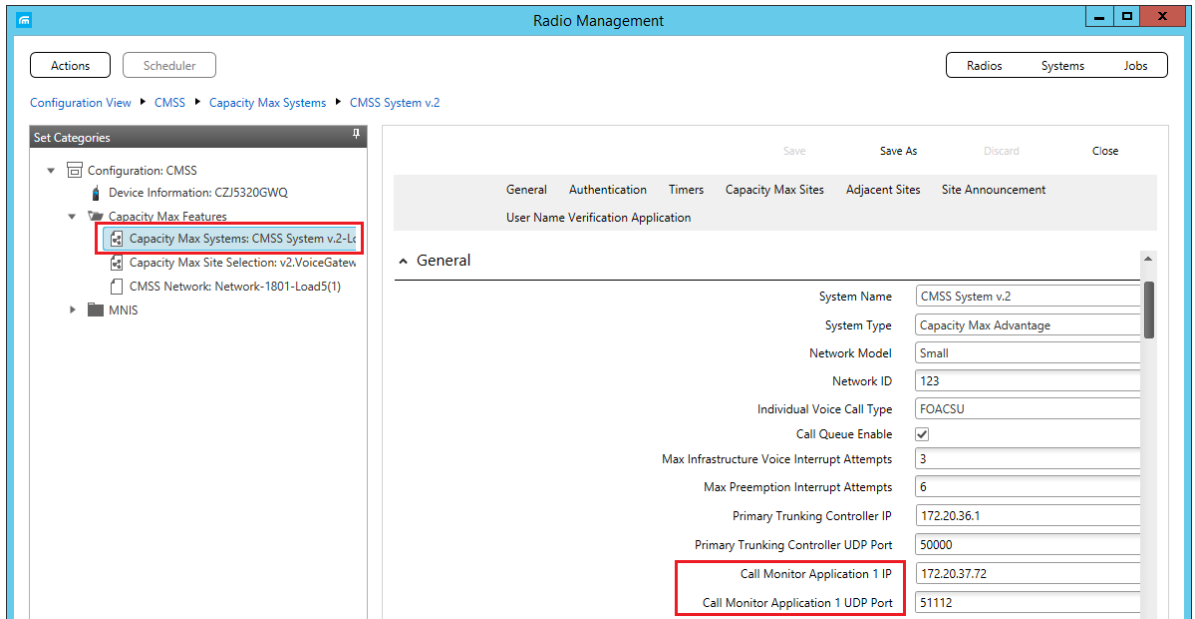 Radio Management
Actions Scheduler Radios Systems Jobs
Configuration View CMSS Capacity Max Systems CMSS System v.2
Set Categories
Configuration: CMSS
Device Information: CZJ5320GWQ
Capacity Max Features
Capacity Max Systems: CMSS System v.2-Lo
Capacity Max Site Selection: v2.VoiceGatew
CMSS Network: Network-1801-Load5(1)
MNIS
Save Save As Discard Close
General Authentication Timers Capacity Max Sites Adjacent Sites Site Announcement
User Name Verification Application
General
System Name CMSS System v.2
System Type Capacity Max Advantage
Network Model Small
Network ID 123
Individual Voice Call Type FOACSU
Call Queue Enable
Max Infrastructure Voice Interrupt Attempts 3
Max Preemption Interrupt Attempts 6
Primary Trunking Controller IP 172.20.36.1
Primary Trunking Controller UDP Port 50000
Call Monitor Application 1 IP 172.20.37.72
Call Monitor Application 1 UDP Port 51112